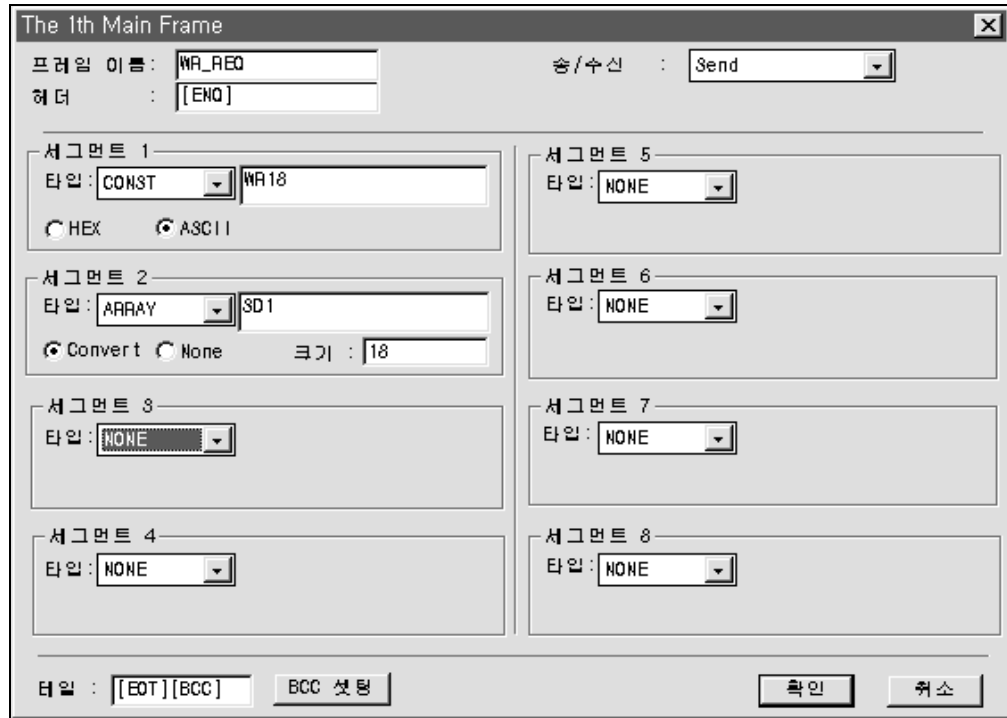 The 1th Main Frame
프레임 이름: WR_REQ
송/수신 : Send
헤더 : [ENQ]
세그먼트 1
타입: CONST WR18
HEX ASCII
세그먼트 2
타입: ARRAY SD1
Convert None 크기 : 18
세그먼트 3
타입: NONE
세그먼트 4
타입: NONE
세그먼트 5
타입: NONE
세그먼트 6
타입: NONE
세그먼트 7
타입: NONE
세그먼트 8
타입: NONE
테일 : [EOT][BCC] BCC 셋팅
확인 취소